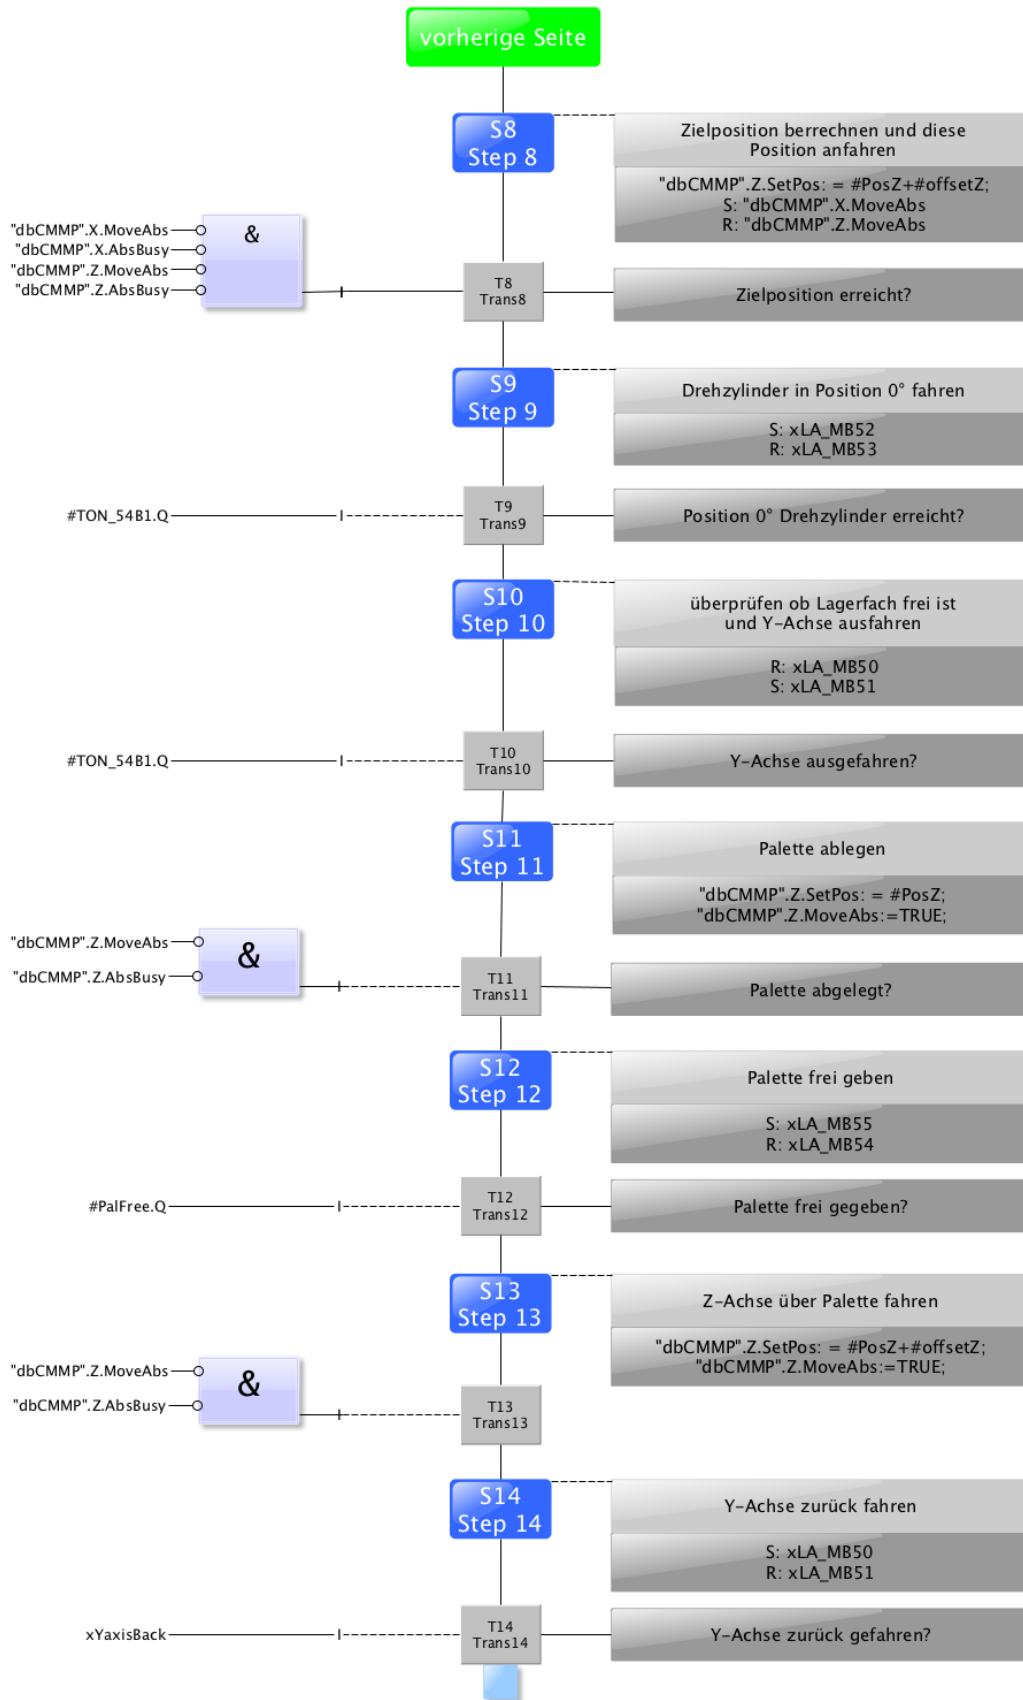 vorherige Seite
S8
Step 8
Zielposition berrechnen und diese
Position anfahren
"dbCMMP".Z.SetPos: = #PosZ+#offsetZ;
S: "dbCMMP".X.MoveAbs
R: "dbCMMP".Z.MoveAbs
"dbCMMP".X.MoveAbs
"dbCMMP".X.AbsBusy
"dbCMMP".Z.MoveAbs
"dbCMMP".Z.AbsBusy
&
T8
Trans8
Zielposition erreicht?
S9
Step 9
Drehzylinder in Position 0° fahren
S: xLA_MB52
R: xLA_MB53
#TON_54B1.Q
T9
Trans9
Position 0° Drehzylinder erreicht?
S10
Step 10
überprüfen ob Lagerfach frei ist
und Y-Achse ausfahren
R: xLA_MB50
S: xLA_MB51
#TON_54B1.Q
T10
Trans10
Y-Achse ausgefahren?
S11
Step 11
Palette ablegen
"dbCMMP".Z.SetPos: = #PosZ;
"dbCMMP".Z.MoveAbs:=TRUE;
"dbCMMP".Z.MoveAbs
"dbCMMP".Z.AbsBusy
&
T11
Trans11
Palette abgelegt?
S12
Step 12
Palette frei geben
S: xLA_MB55
R: xLA_MB54
#PalFree.Q
T12
Trans12
Palette frei gegeben?
S13
Step 13
Z-Achse über Palette fahren
"dbCMMP".Z.SetPos: = #PosZ+#offsetZ;
"dbCMMP".Z.MoveAbs:=TRUE;
"dbCMMP".Z.MoveAbs
"dbCMMP".Z.AbsBusy
&
T13
Trans13
S14
Step 14
Y-Achse zurück fahren
S: xLA_MB50
R: xLA_MB51
xYaxisBack
T14
Trans14
Y-Achse zurück gefahren?